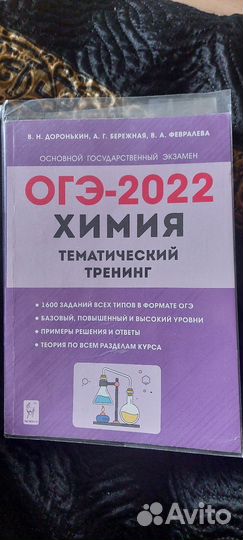 В. Н. ДОРОНЬКИН, А. Г. БЕРЕЖНАЯ, В. А. ФЕВРАЛЕВА
ОСНОВНОЙ ГОСУДАРСТВЕННЫЙ ЭКЗАМЕН
ОГЭ-2022
ХИМИЯ
ТЕМАТИЧЕСКИЙ
ТРЕНИНГ
• 1600 ЗАДАНИЙ ВСЕХ ТИПОВ В ФОРМАТЕ ОГЭ
• БАЗОВЫЙ, ПОВЫШЕННЫЙ И ВЫСОКИЙ УРОВНИ
• ПРИМЕРЫ РЕШЕНИЯ И ОТВЕТЫ
• ТЕОРИЯ ПО ВСЕМ РАЗДЕЛАМ КУРСА
Avito